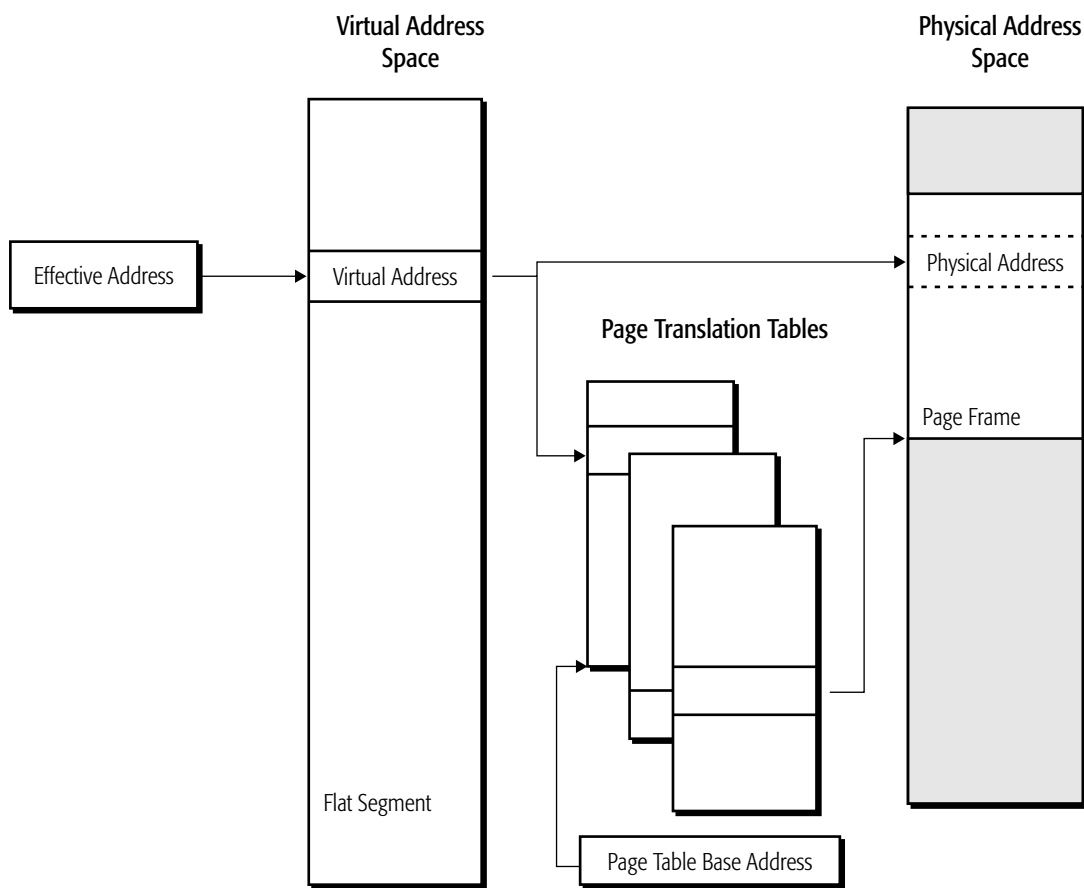 Virtual Address
Space
Physical Address
Space
Effective Address
Virtual Address
Physical Address
Page Translation Tables
Page Frame
Flat Segment
Page Table Base Address